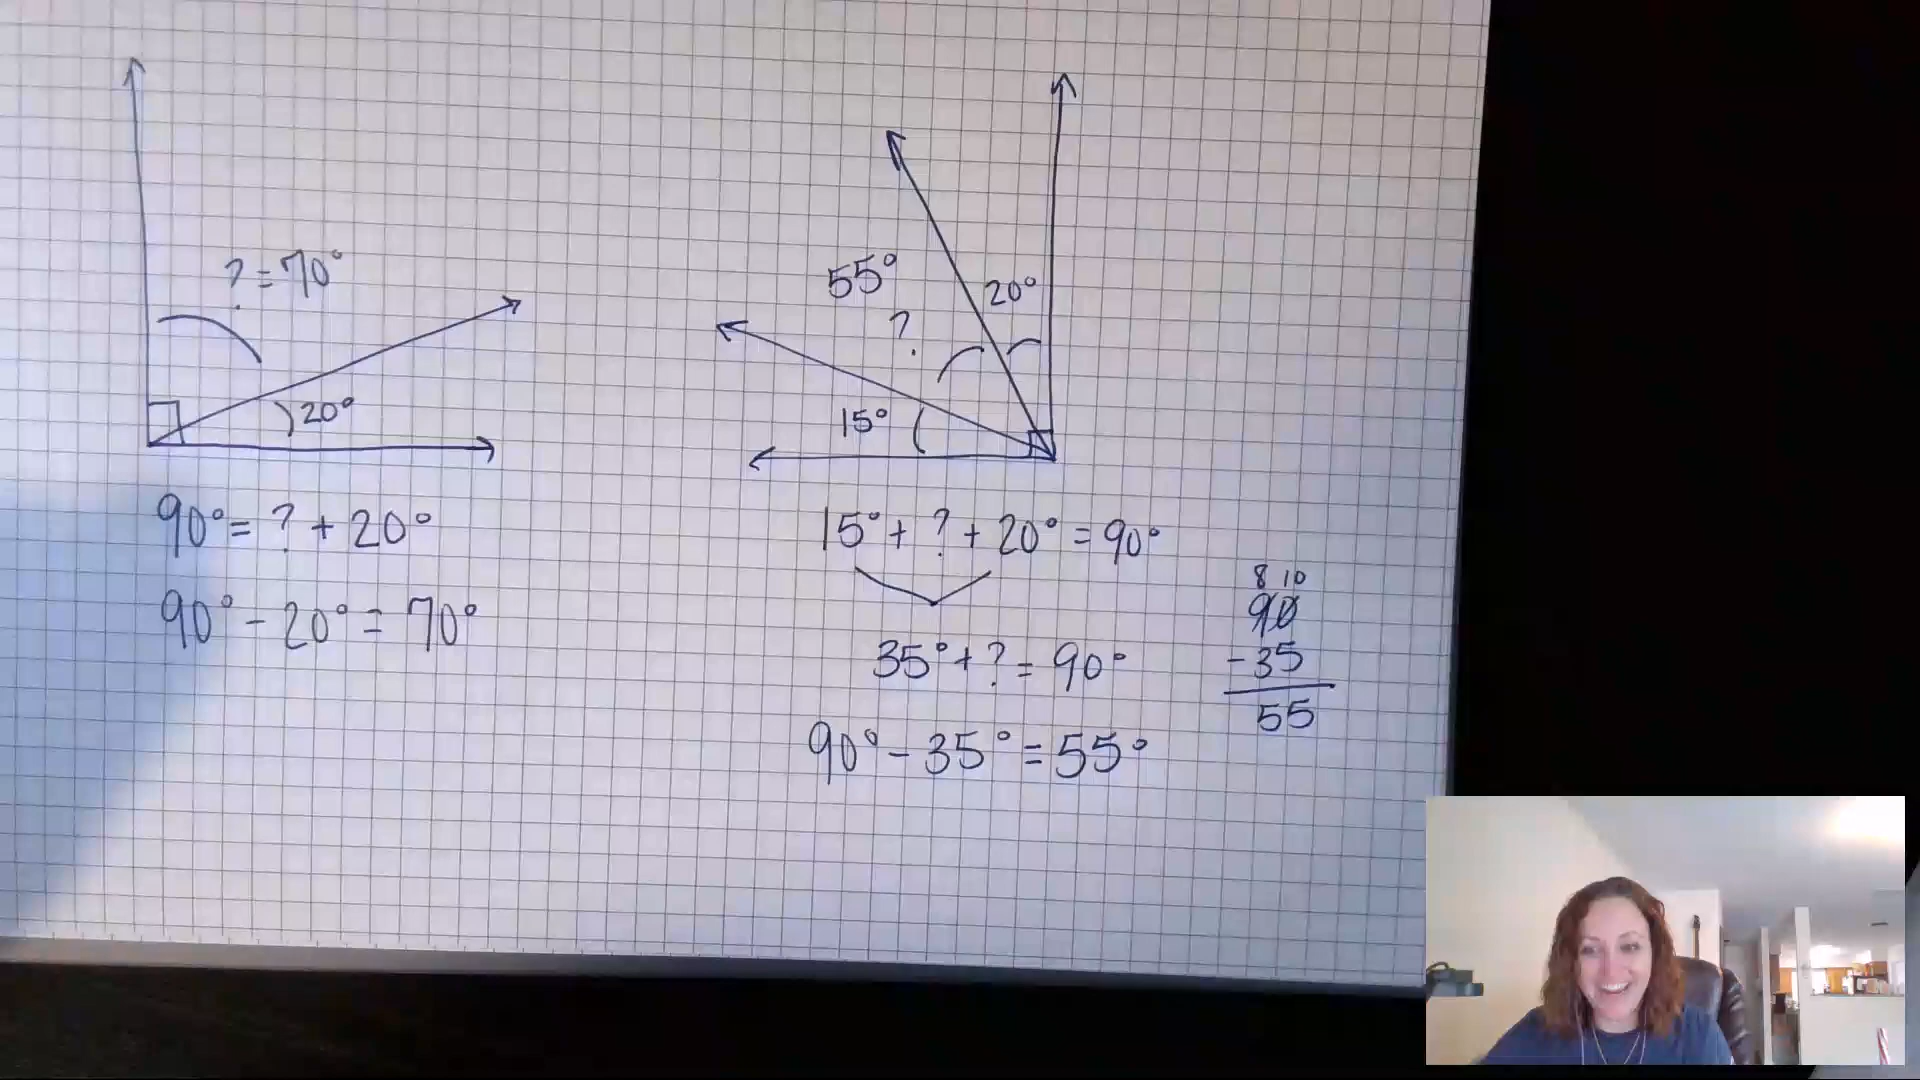 ? = 70°
20°
90° = ? + 20°
90° - 20° = 70°
55°
20°
?
15°
15° + ? + 20° = 90°
35° + ? = 90°
90° - 35° = 55°
8 10
90
- 35
55